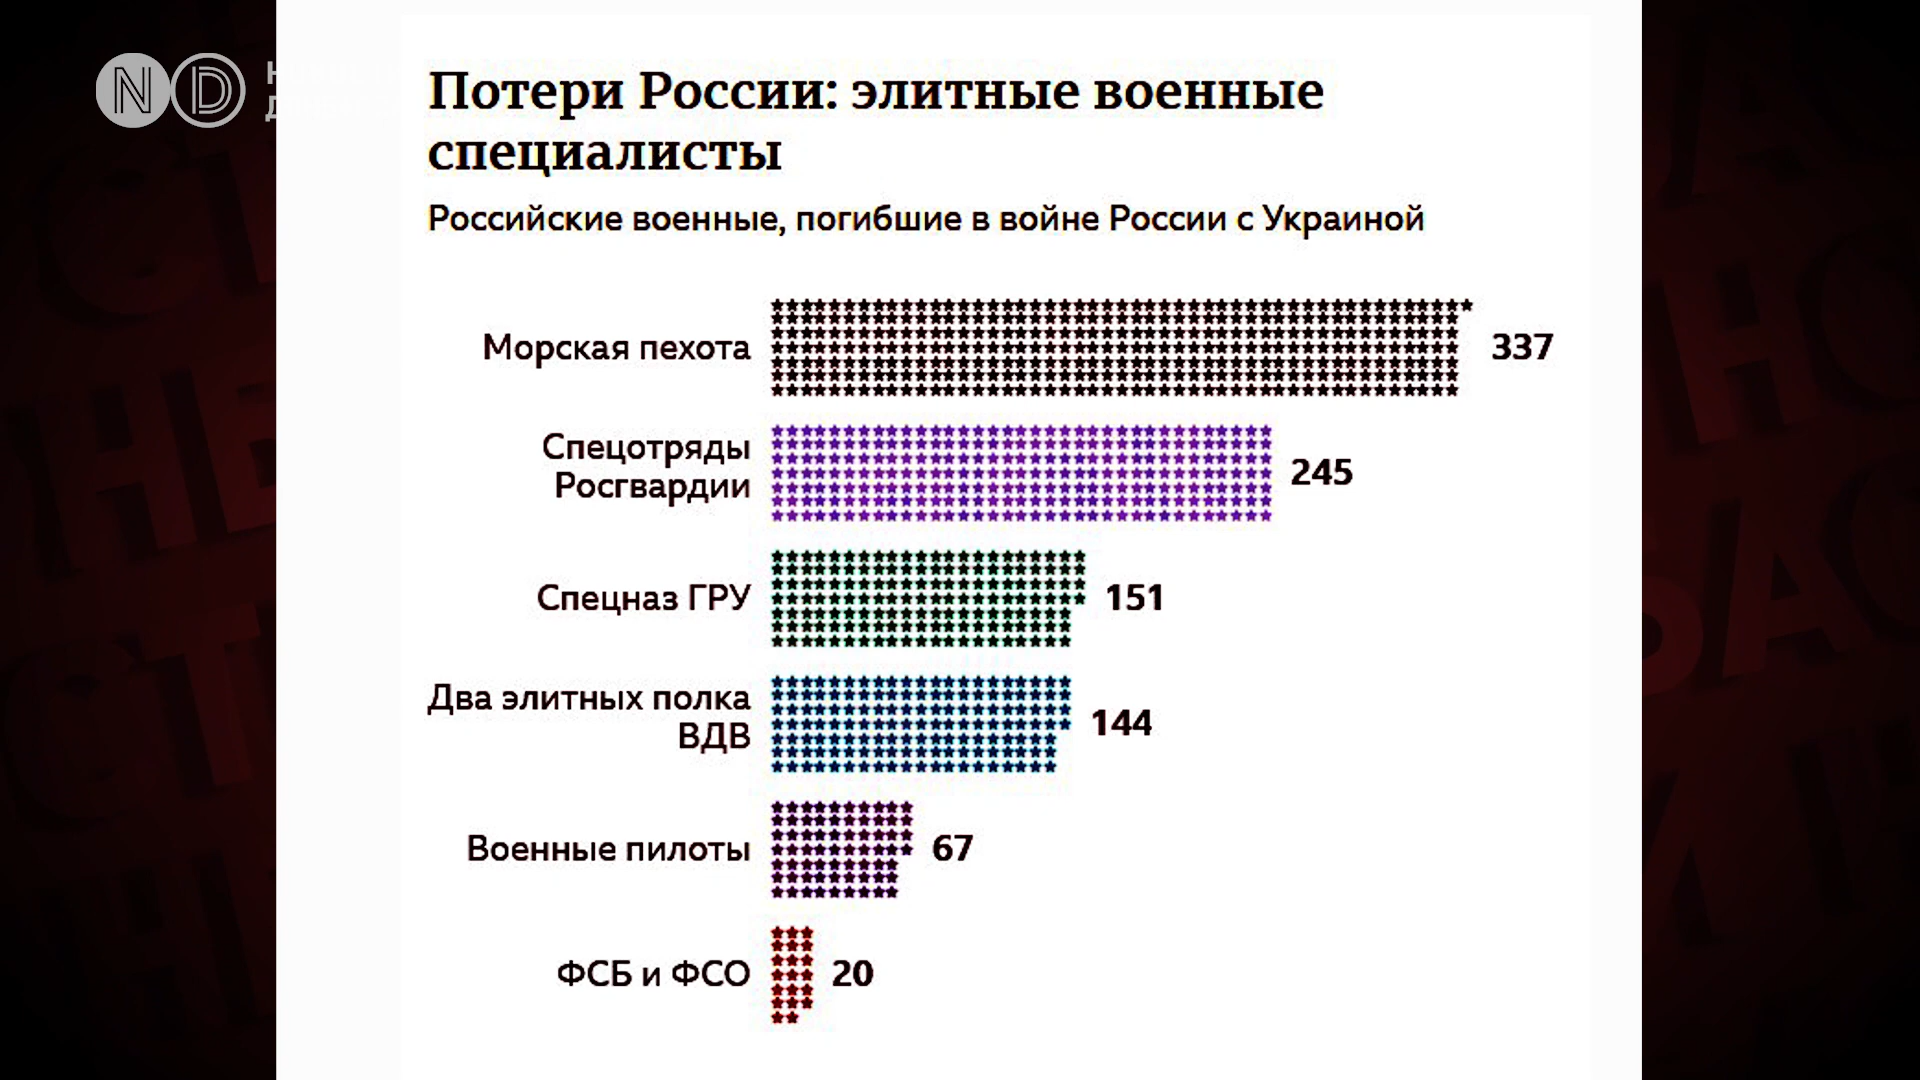 ND
Потери России: элитные военные
специалисты
Российские военные, погибшие в войне России с Украиной
Морская пехота
337
Спецотряды
Росгвардии
245
Спецназ ГРУ
151
Два элитных полка
ВДВ
144
Военные пилоты
67
ФСБ и ФСО
20